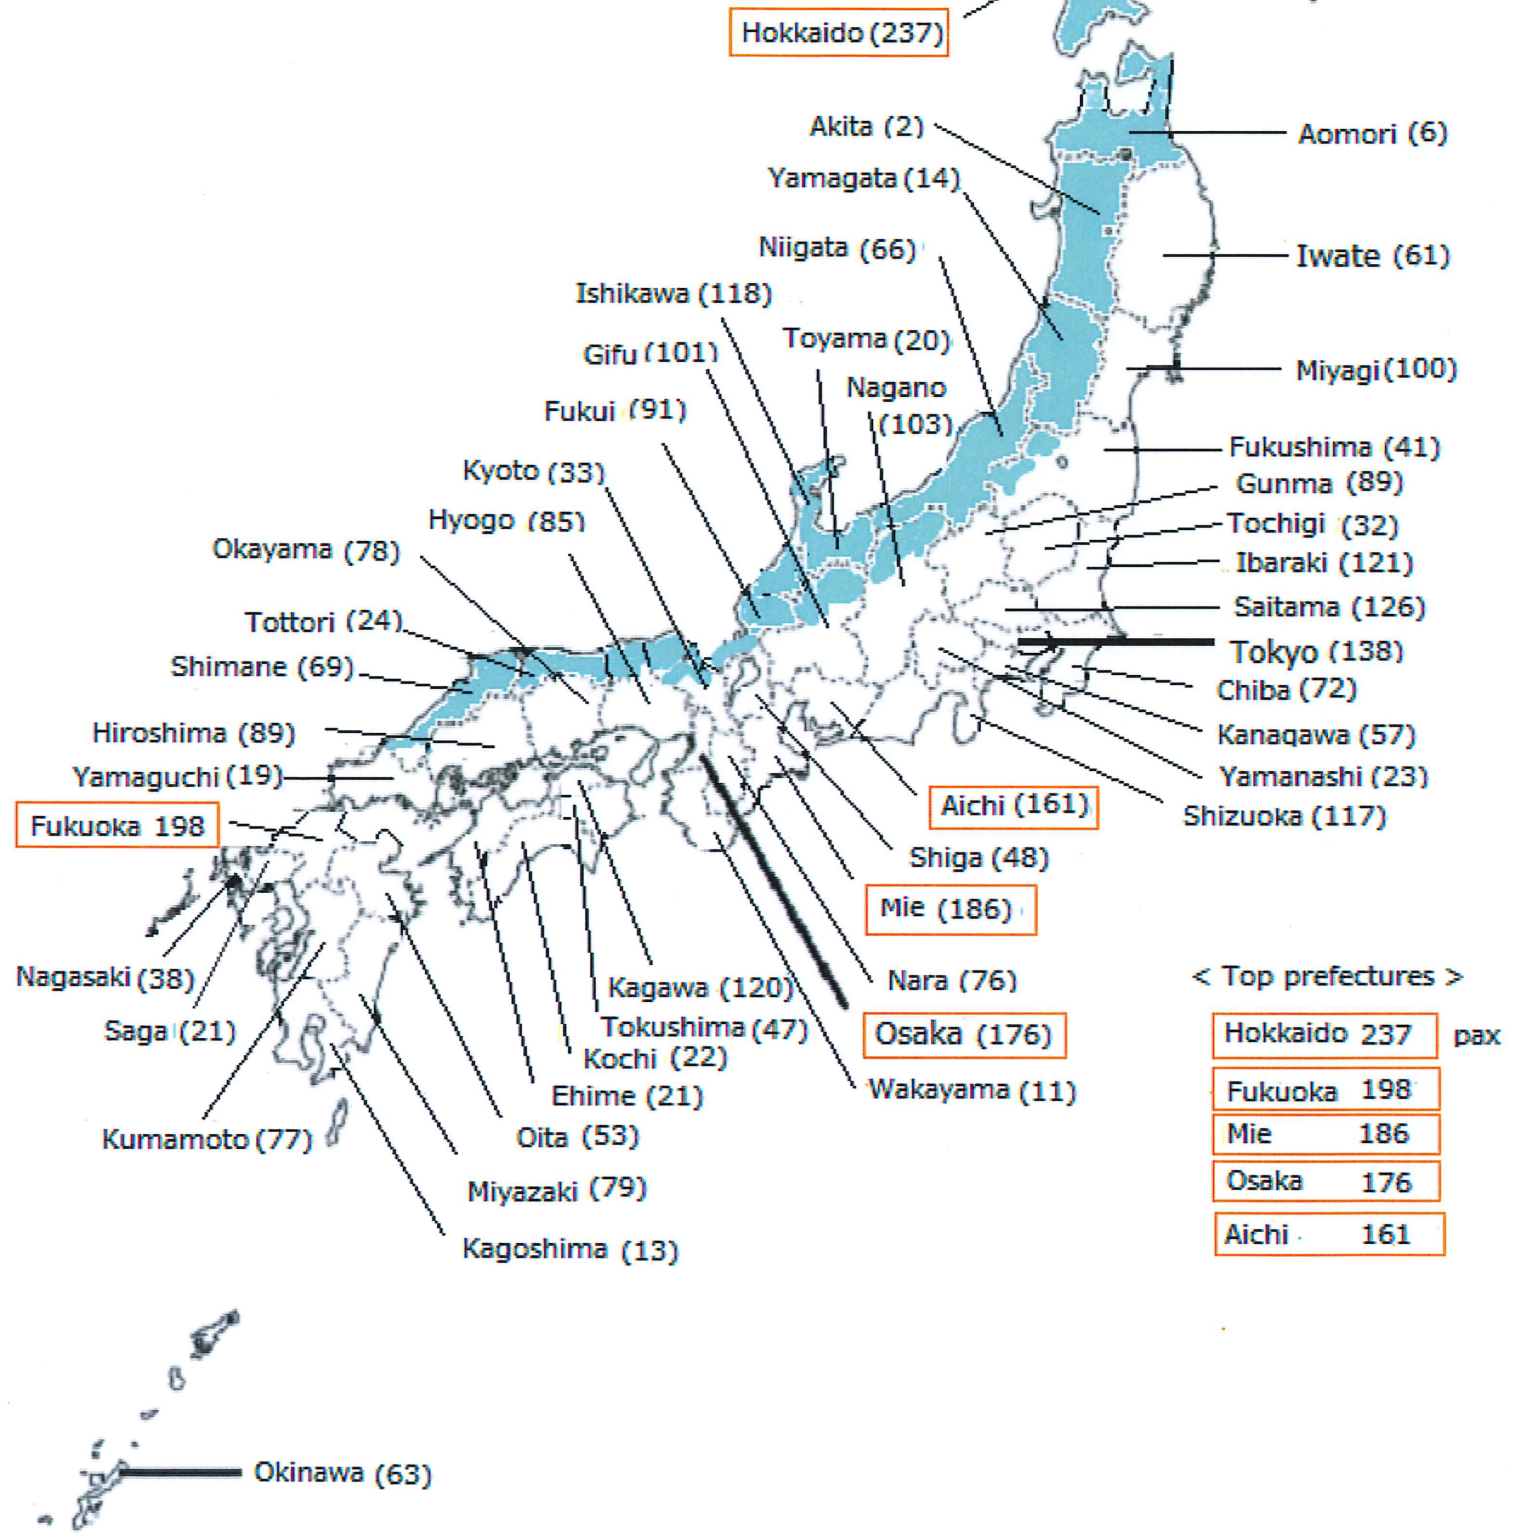 Hokkaido (237)
Akita (2)
Aomori (6)
Yamagata (14)
Niigata (66)
Iwate (61)
Ishikawa (118)
Toyama (20)
Gifu (101)
Miyagi (100)
Nagano
(103)
Fukui (91)
Fukushima (41)
Kyoto (33)
Gunma (89)
Hyogo (85)
Tochigi (32)
Okayama (78)
Ibaraki (121)
Saitama (126)
Tottori (24)
Tokyo (138)
Shimane (69)
Chiba (72)
Hiroshima (89)
Kanagawa (57)
Yamaguchi (19)
Yamanashi (23)
Aichi (161)
Shizuoka (117)
Fukuoka 198
Shiga (48)
Mie (186)
Nagasaki (38)
Nara (76)
Kagawa (120)
Saga (21)
Tokushima (47)
Osaka (176)
Kochi (22)
Ehime (21)
Wakayama (11)
Kumamoto (77)
Oita (53)
Miyazaki (79)
Kagoshima (13)
< Top prefectures >
Hokkaido 237 pax
Fukuoka 198
Mie 186
Osaka 176
Aichi 161
Okinawa (63)